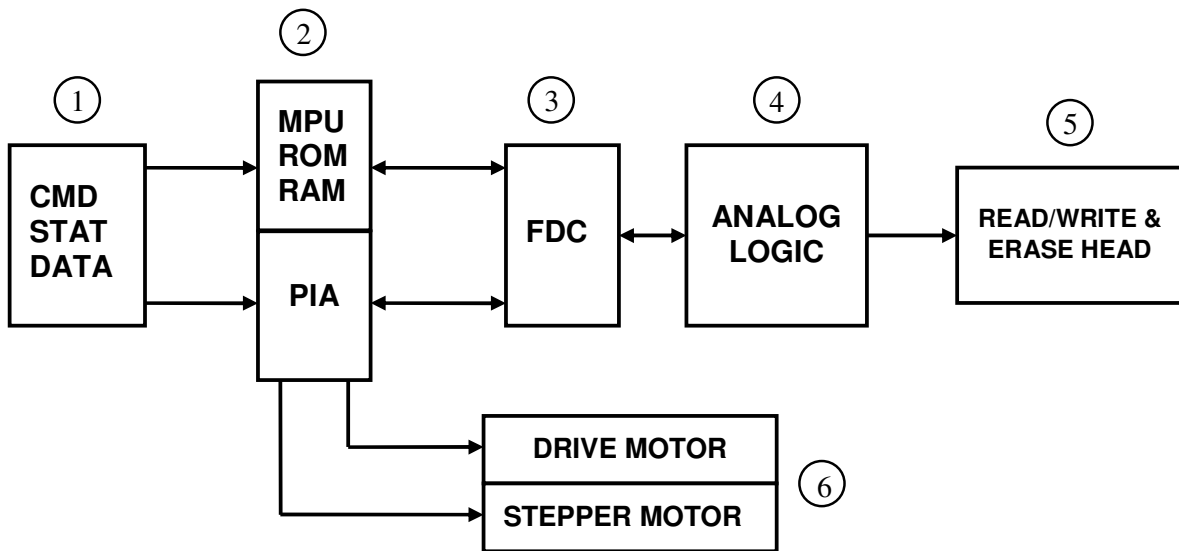 1
CMD
STAT
DATA
2
MPU
ROM
RAM
PIA
3
FDC
4
ANALOG
LOGIC
5
READ/WRITE &
ERASE HEAD
DRIVE MOTOR
STEPPER MOTOR
6